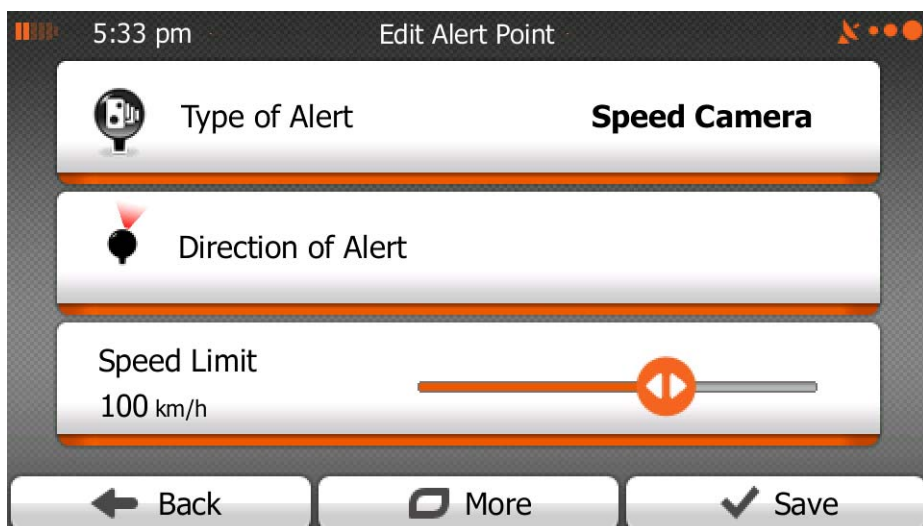 5:33 pm Edit Alert Point
Type of Alert Speed Camera
Direction of Alert
Speed Limit
100 km/h
Back More Save